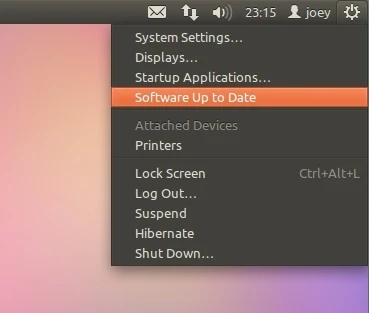 23:15 joey
System Settings...
Displays...
Startup Applications...
Software Up to Date
Attached Devices
Printers
Lock Screen Ctrl+Alt+L
Log Out...
Suspend
Hibernate
Shut Down...